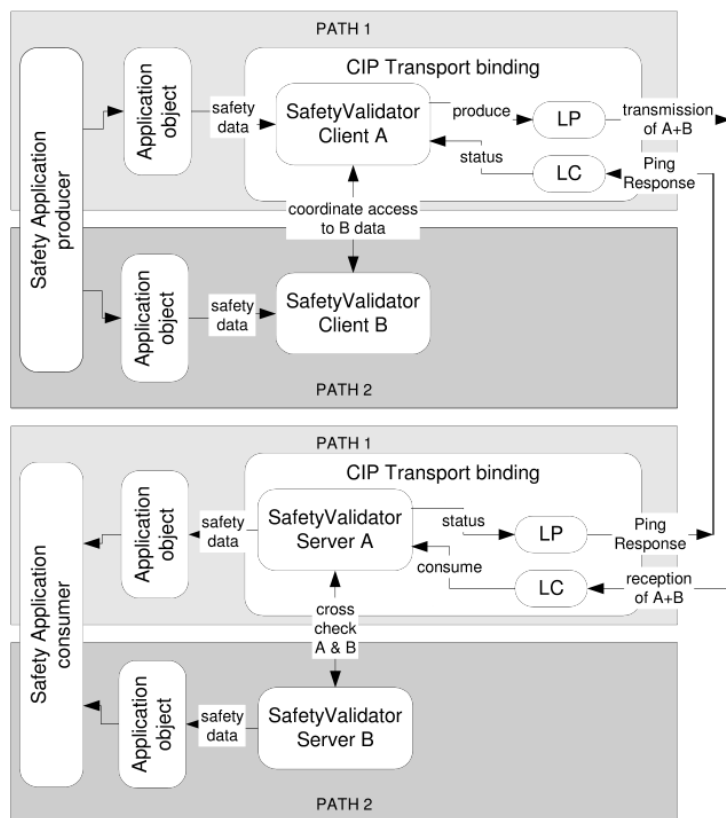 PATH 1
CIP Transport binding
Safety Application
producer
Application
object
safety
data
SafetyValidator
Client A
produce
LP
transmission
of A+B
status
LC
Ping
Response
coordinate access
to B data
Application
object
safety
data
SafetyValidator
Client B
PATH 2
PATH 1
CIP Transport binding
Safety Application
consumer
Application
object
safety
data
SafetyValidator
Server A
status
LP
Ping
Response
consume
LC
reception
of A+B
cross
check
A & B
Application
object
safety
data
SafetyValidator
Server B
PATH 2